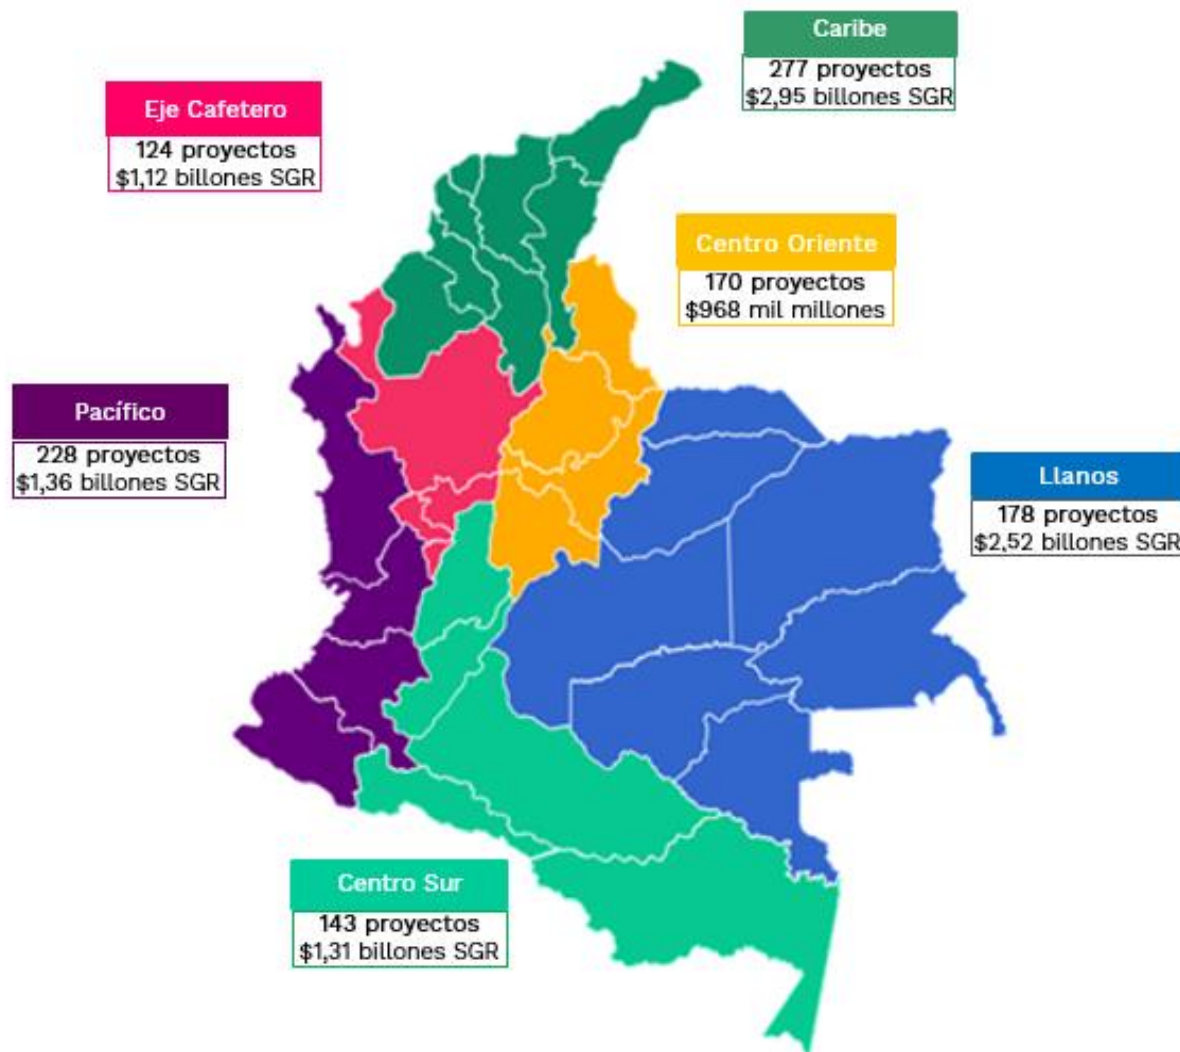 Caribe
277 proyectos
$2,95 billones SGR
Eje Cafetero
124 proyectos
$1,12 billones SGR
Centro Oriente
170 proyectos
$968 mil millones
Pacífico
228 proyectos
$1,36 billones SGR
Llanos
178 proyectos
$2,52 billones SGR
Centro Sur
143 proyectos
$1,31 billones SGR